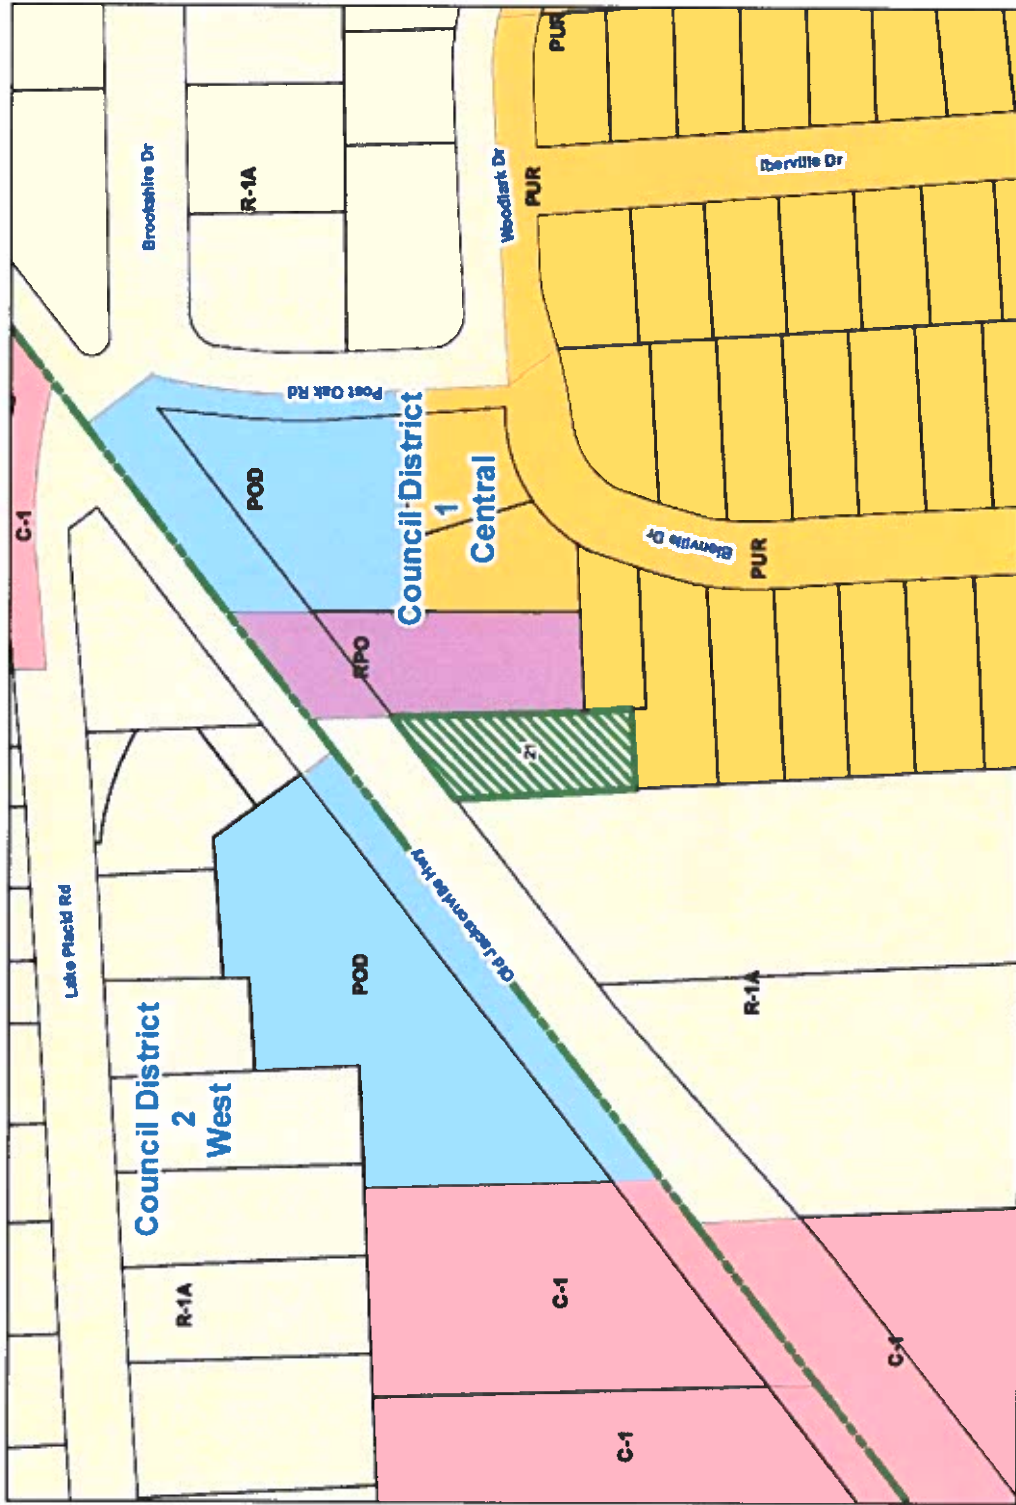 PUR
Brookshire Dr
R-1A
Woodlark Dr
PUR
Iberville Dr
C-1
Post Oak Rd
POD
Council District
1
Central
Bienville Dr
PUR
RPO
21
Old Jacksonville Hwy
Lake Placid Rd
POD
R-1A
Council District
2
West
R-1A
C-1
C-1
C-1